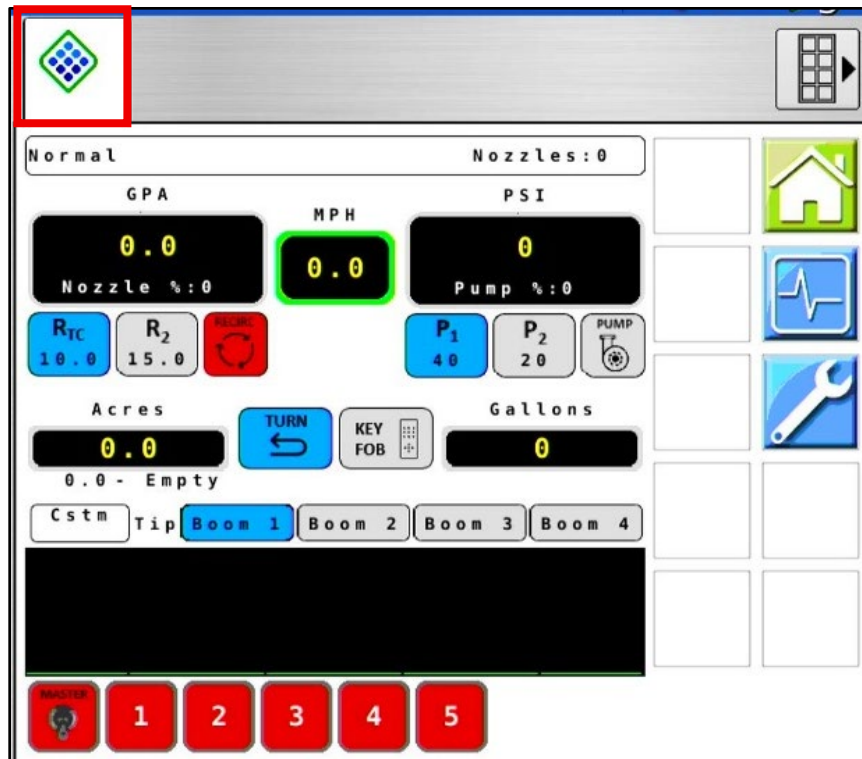 Normal Nozzles:0
GPA MPH PSI
0.0 0.0 0
Nozzle %:0 Pump %:0
RTC R2 RECIRC P1 P2 PUMP
10.0 15.0 40 20
Acres TURN KEY FOB Gallons
0.0 0
0.0- Empty
Cstm Tip Boom 1 Boom 2 Boom 3 Boom 4
MASTER 1 2 3 4 5